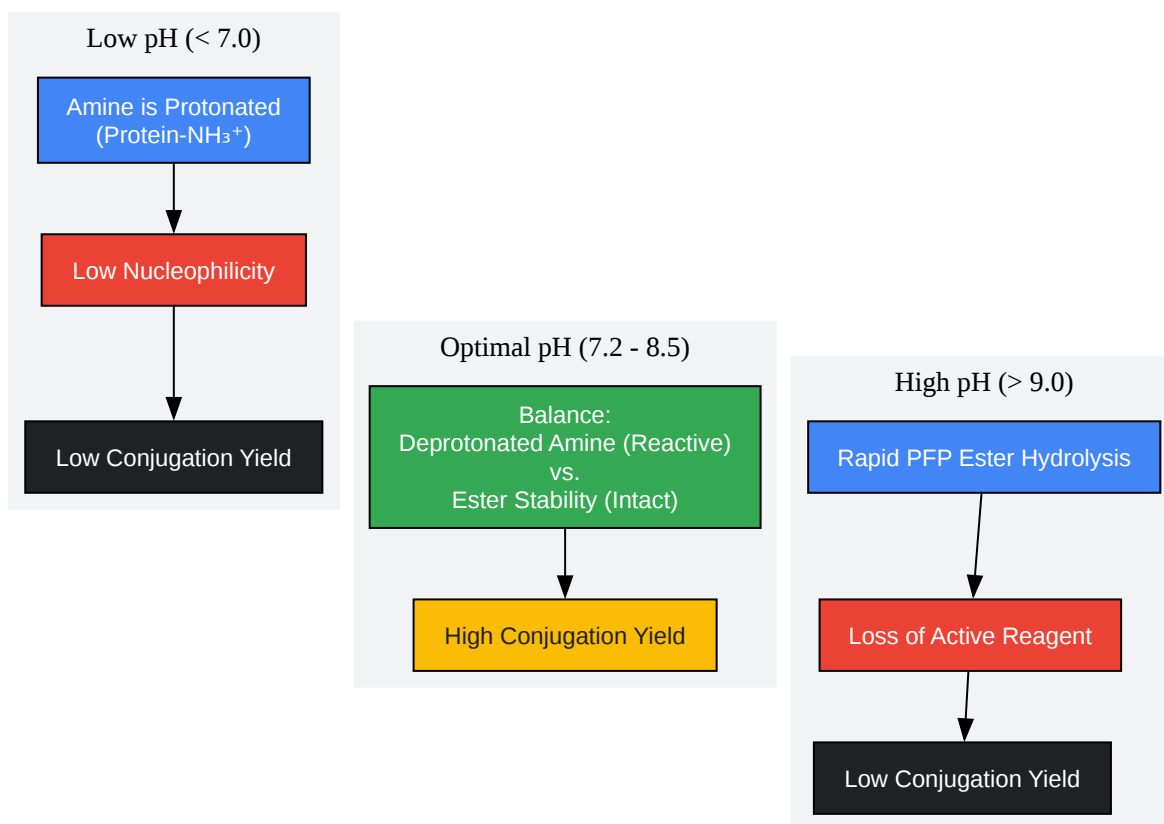 Low pH (< 7.0)
Amine is Protonated
(Protein-NH₃⁺)
Low Nucleophilicity
Low Conjugation Yield
Optimal pH (7.2 - 8.5)
Balance:
Deprotonated Amine (Reactive)
vs.
Ester Stability (Intact)
High Conjugation Yield
High pH (> 9.0)
Rapid PFP Ester Hydrolysis
Loss of Active Reagent
Low Conjugation Yield